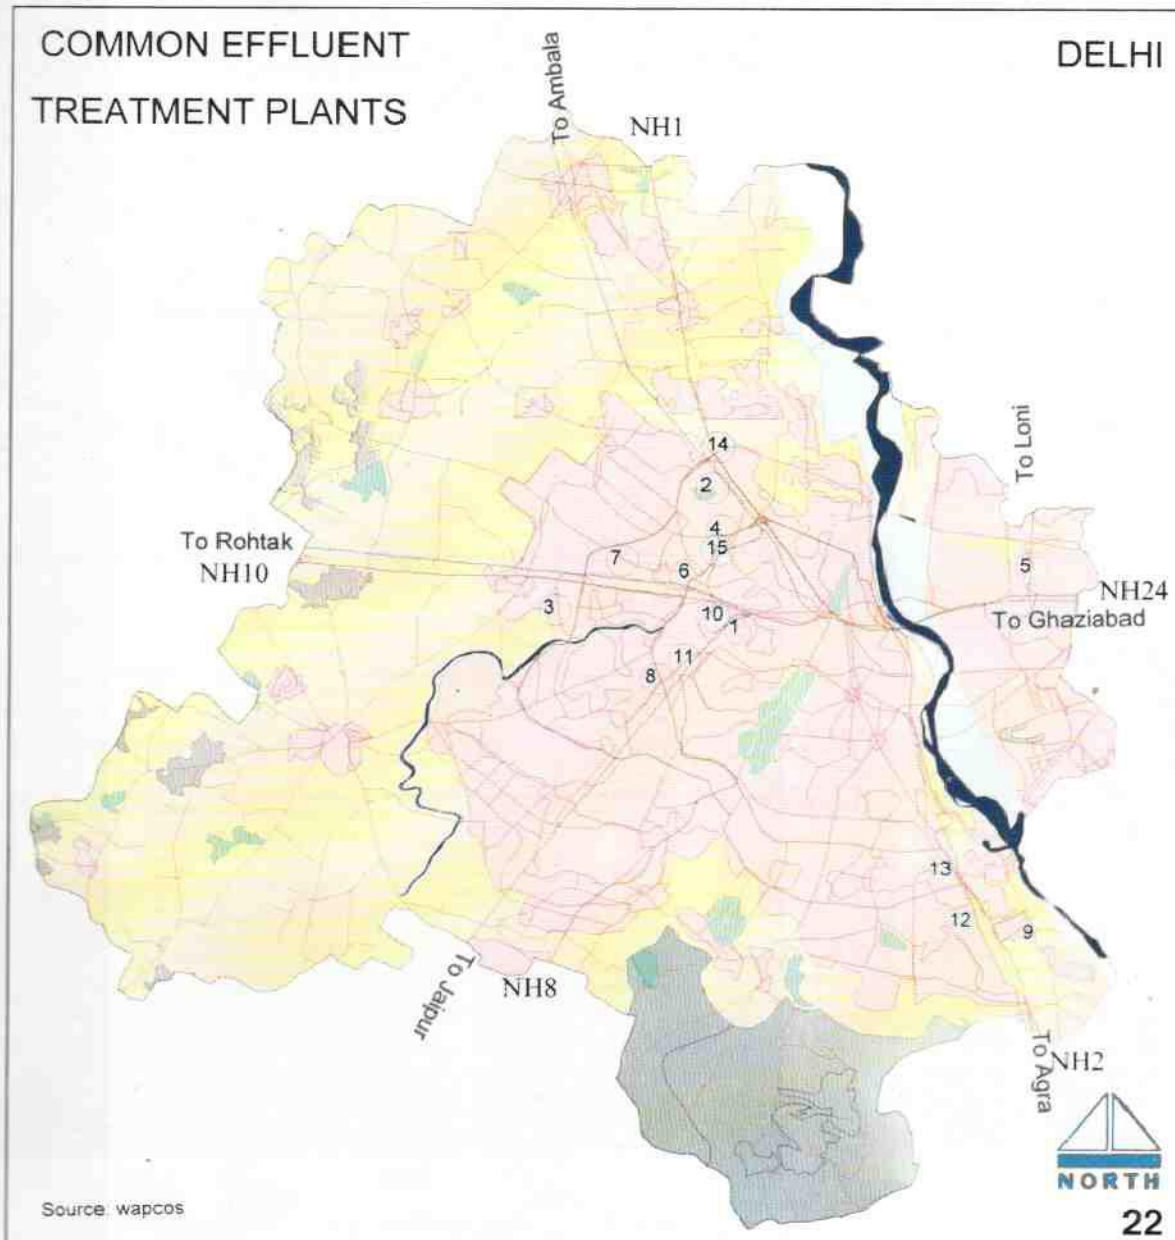 COMMON EFFLUENT
TREATMENT PLANTS
DELHI
To Ambala
NH1
To Loni
14
2
4
15
7
6
5
To Rohtak
NH10
3
10
1
NH24
To Ghaziabad
11
8
13
12
9
To Jaipur
NH8
To Agra
NH2
NORTH
Source: wapcos
22